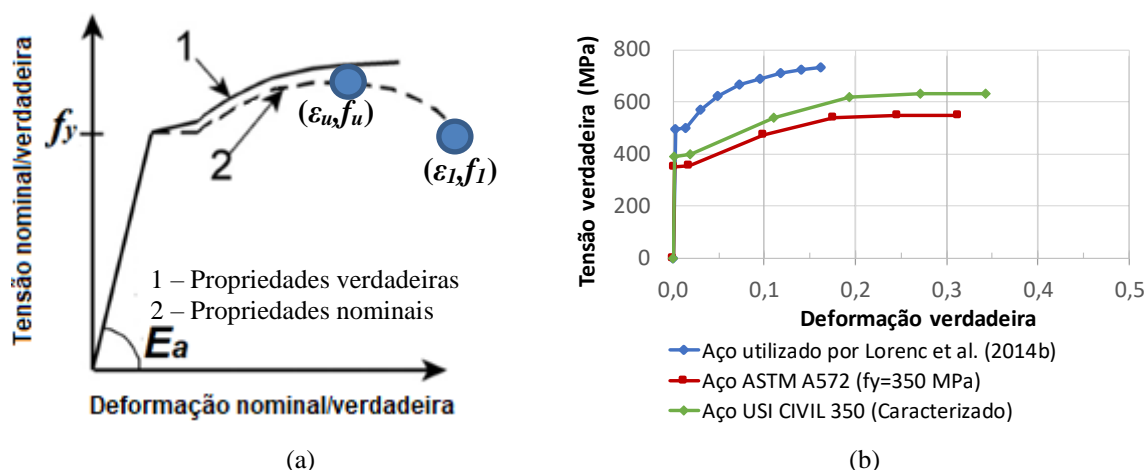 Tensão nominal/verdadeira
1
(εu,fu)
fy
2
(ε1,f1)
1 – Propriedades verdadeiras
2 – Propriedades nominais
Ea
Deformação nominal/verdadeira
(a)
Tensão verdadeira (MPa)
800
600
400
200
0
0,0 0,1 0,2 0,3 0,4 0,5
Deformação verdadeira
Aço utilizado por Lorenc et al. (2014b)
Aço ASTM A572 (fy=350 MPa)
Aço USI CIVIL 350 (Caracterizado)
(b)